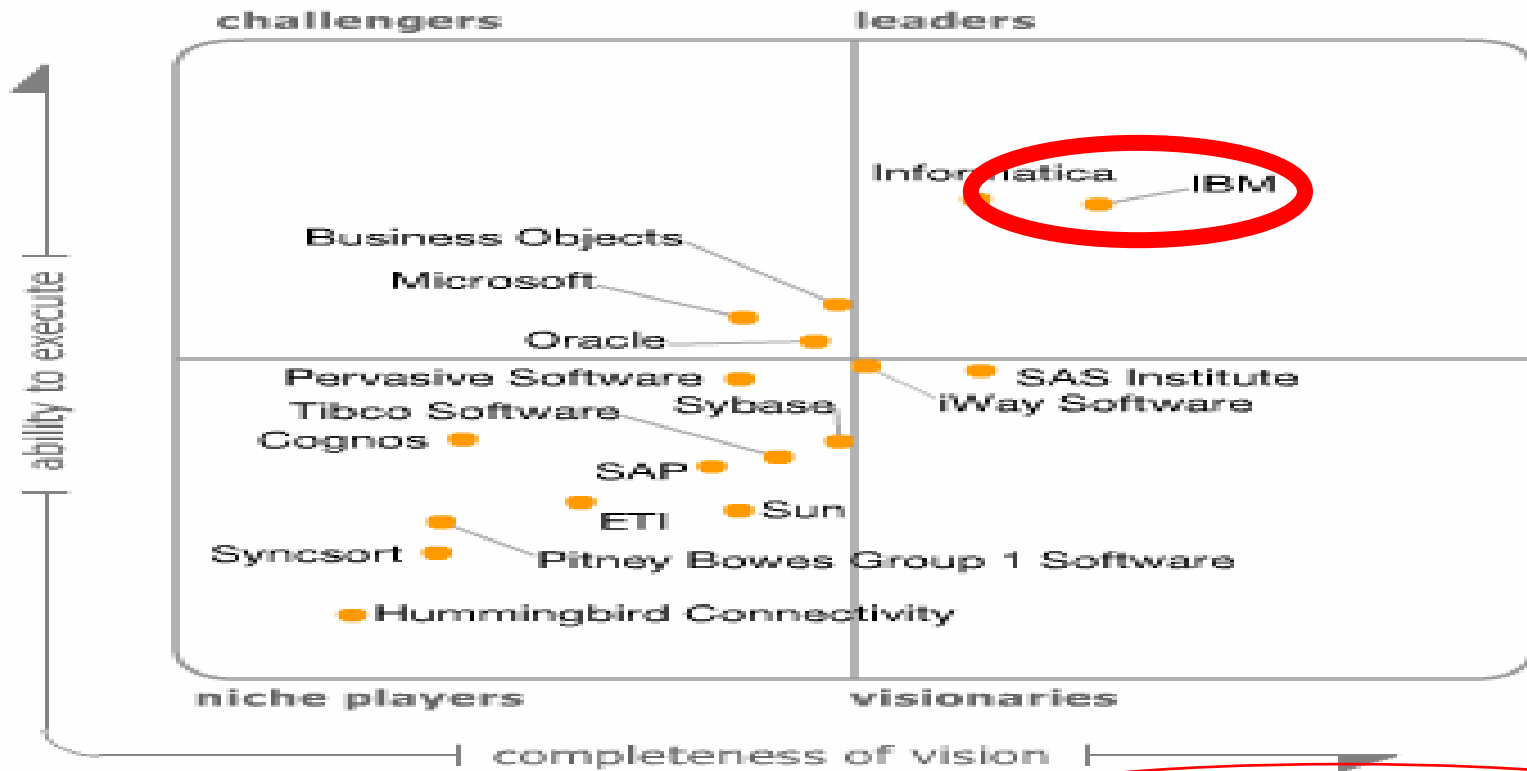 challengers
leaders
Informatica
IBM
Business Objects
Microsoft
Oracle
ability to execute
Pervasive Software
SAS Institute
Tibco Software
Sybase
iWay Software
Cognos
SAP
ETI
Sun
Syncsort
Pitney Bowes Group 1 Software
Hummingbird Connectivity
niche players
visionaries
completeness of vision